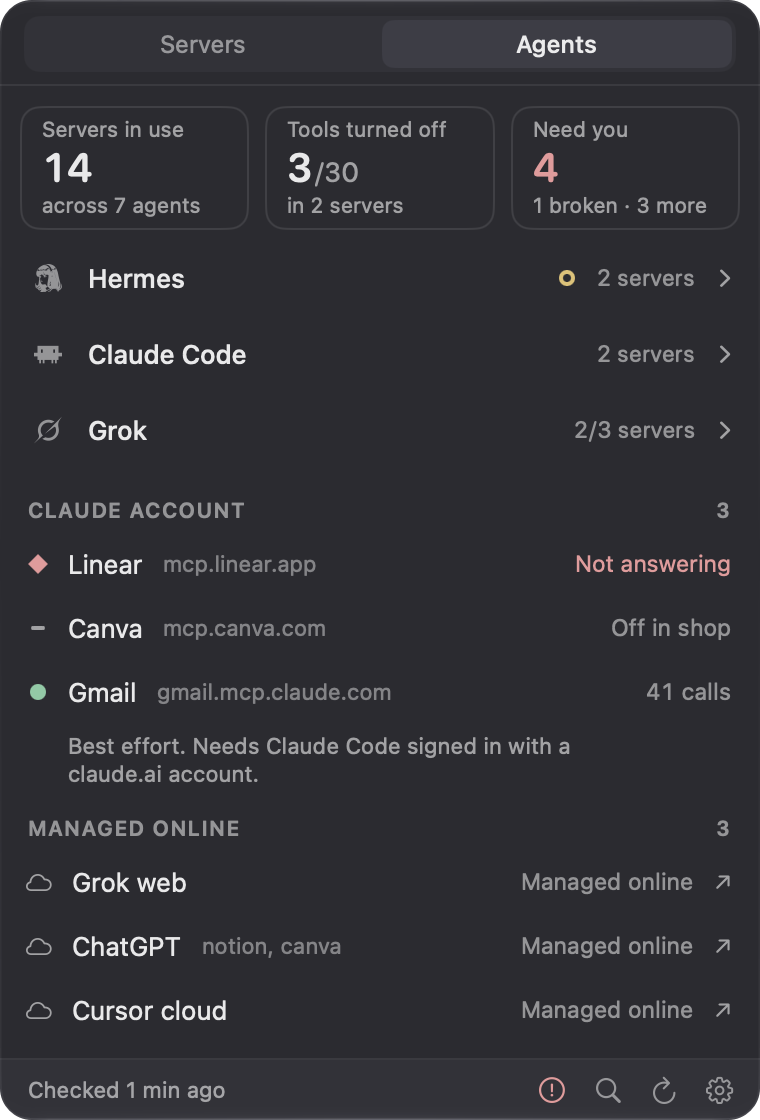 Servers
Agents
Servers in use
14
across 7 agents
Tools turned off
3/30
in 2 servers
Need you
4
1 broken · 3 more
Hermes 2 servers
Claude Code 2 servers
Grok 2/3 servers
CLAUDE ACCOUNT 3
Linear mcp.linear.app Not answering
Canva mcp.canva.com Off in shop
Gmail gmail.mcp.claude.com 41 calls
Best effort. Needs Claude Code signed in with a
claude.ai account.
MANAGED ONLINE 3
Grok web Managed online
ChatGPT notion, canva Managed online
Cursor cloud Managed online
Checked 1 min ago